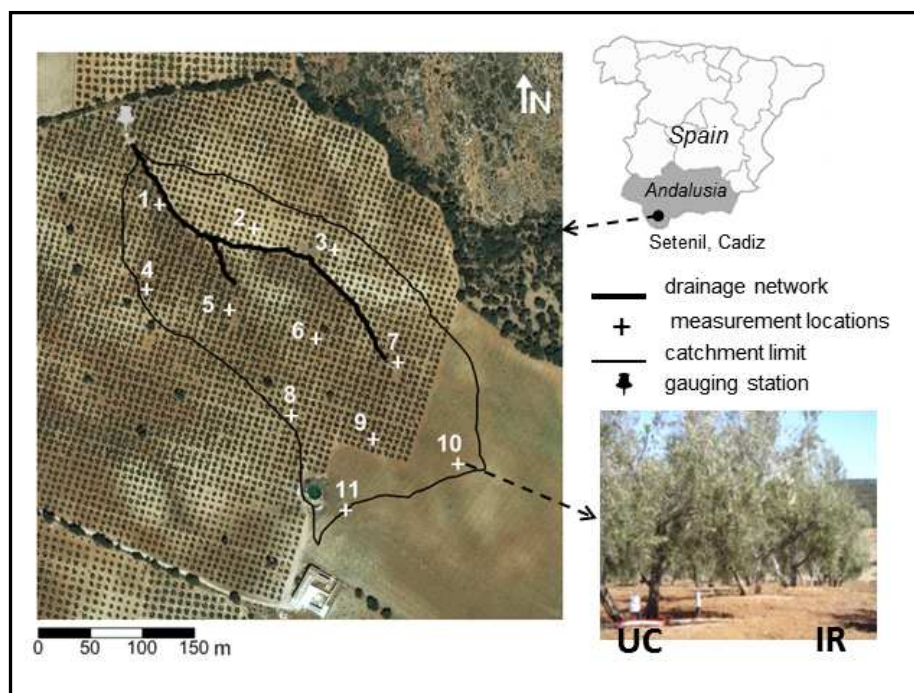 N
1
2
3
4
5
6
7
8
9
10
11
0 50 100 150 m
Spain
Andalusia
Setenil, Cadiz
drainage network
measurement locations
catchment limit
gauging station
UC IR